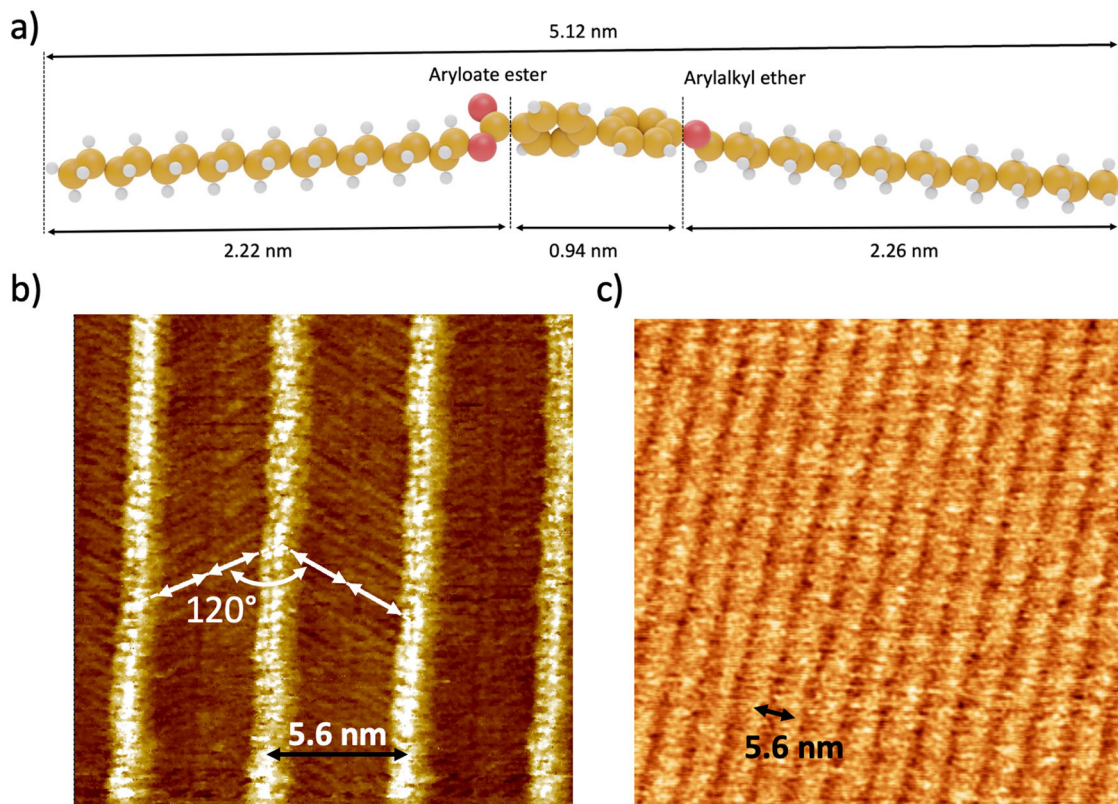 a)
5.12 nm
Aryloate ester
Arylalkyl ether
2.22 nm
0.94 nm
2.26 nm
b)
c)
120°
5.6 nm
5.6 nm